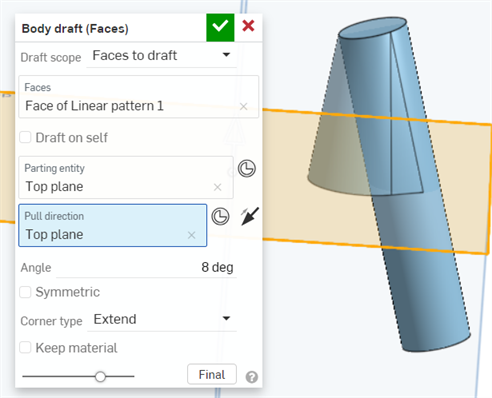 Body draft (Faces)
Draft scope Faces to draft
Faces
Face of Linear pattern 1
Draft on self
Parting entity
Top plane
Pull direction
Top plane
Angle 8 deg
Symmetric
Corner type Extend
Keep material
Final